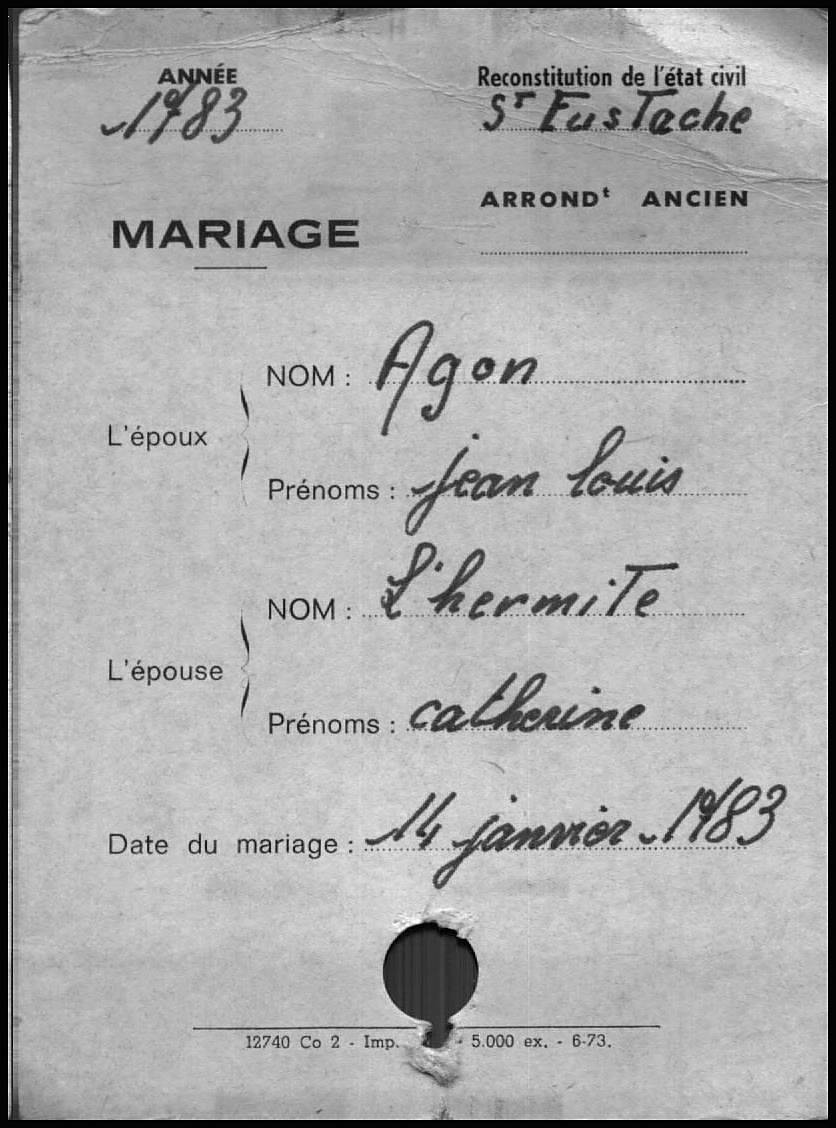 ANNÉE
1783
Reconstitution de l'état civil
St Eustache
ARRONDt ANCIEN
MARIAGE
L'époux
NOM : Agon
Prénoms : jean louis
L'épouse
NOM : L'hermite
Prénoms : catherine
Date du mariage : 14 janvier 1783
12740 Co 2 - Imp. - 5.000 ex. - 6-73.